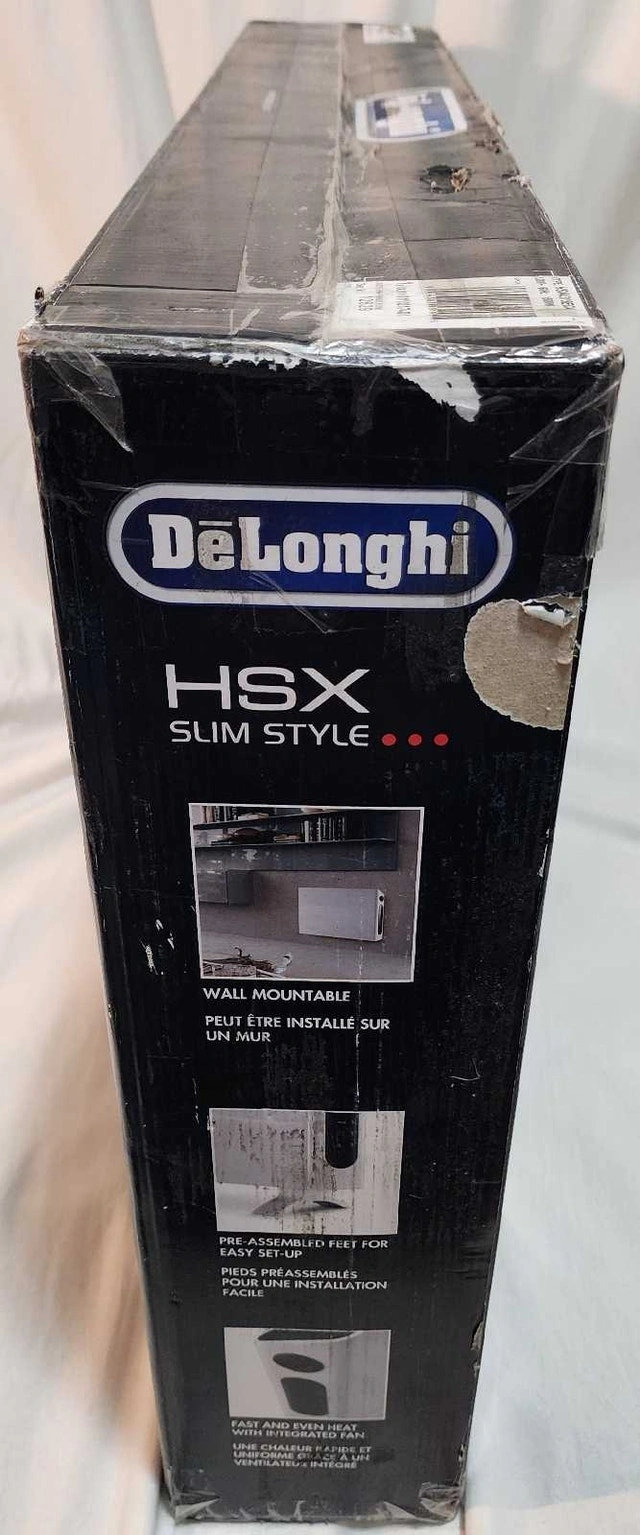 DēLonghi
HSX
SLIM STYLE
WALL MOUNTABLE
PEUT ÊTRE INSTALLÉ SUR
UN MUR
PRE-ASSEMBLED FEET FOR
EASY SET-UP
PIEDS PRÉASSEMBLÉS
POUR UNE INSTALLATION
FACILE
FAST AND EVEN HEAT
WITH INTEGRATED FAN
UNE CHALEUR RAPIDE ET
UNIFORME GRÂCE À UN
VENTILATEUR INTÉGRÉ